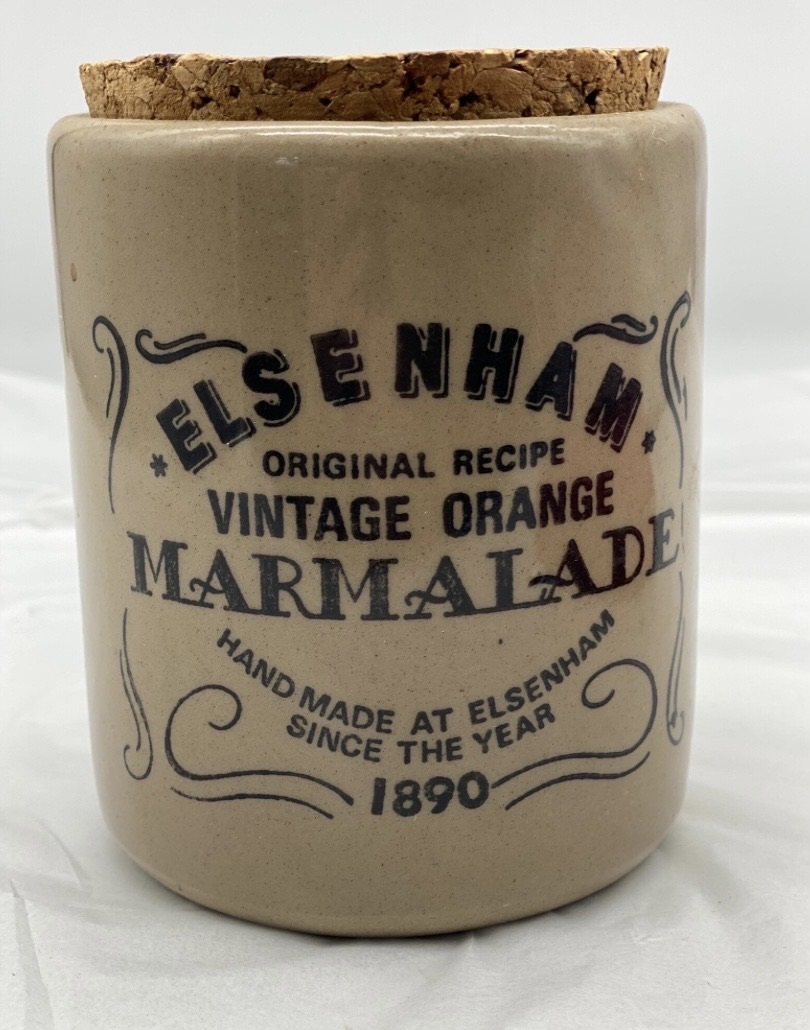 * ELSENHAM *
ORIGINAL RECIPE
VINTAGE ORANGE
MARMALADE
HAND MADE AT ELSENHAM
SINCE THE YEAR
1890